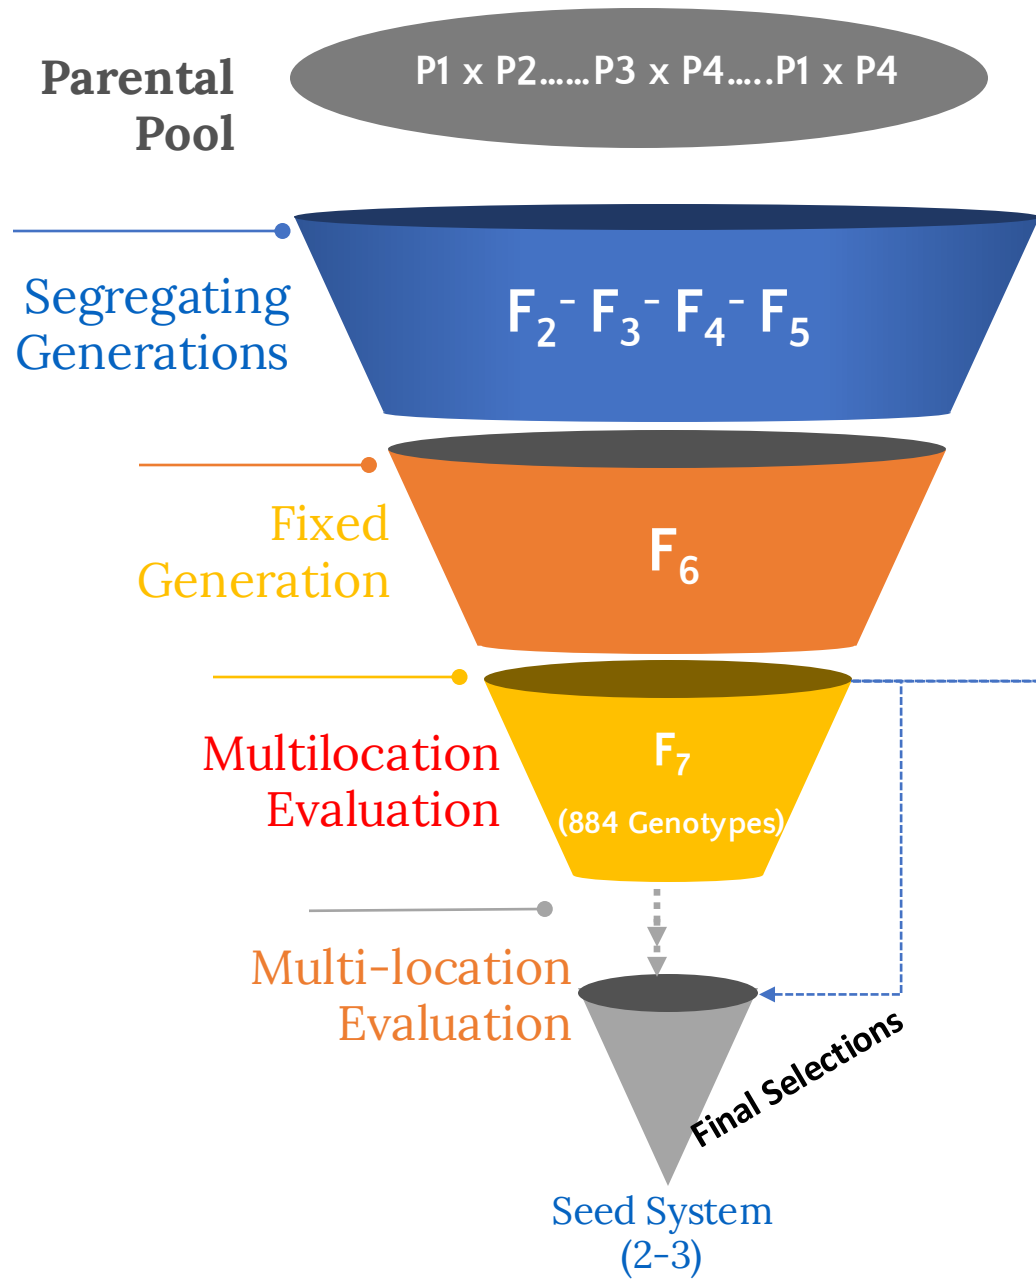 Parental
Pool
P1 x P2......P3 x P4.....P1 x P4
Segregating
Generations
F₂- F₃- F₄- F₅
Fixed
Generation
F₆
Multilocation
Evaluation
F₇
(884 Genotypes)
Multi-location
Evaluation
Final Selections
Seed System
(2-3)